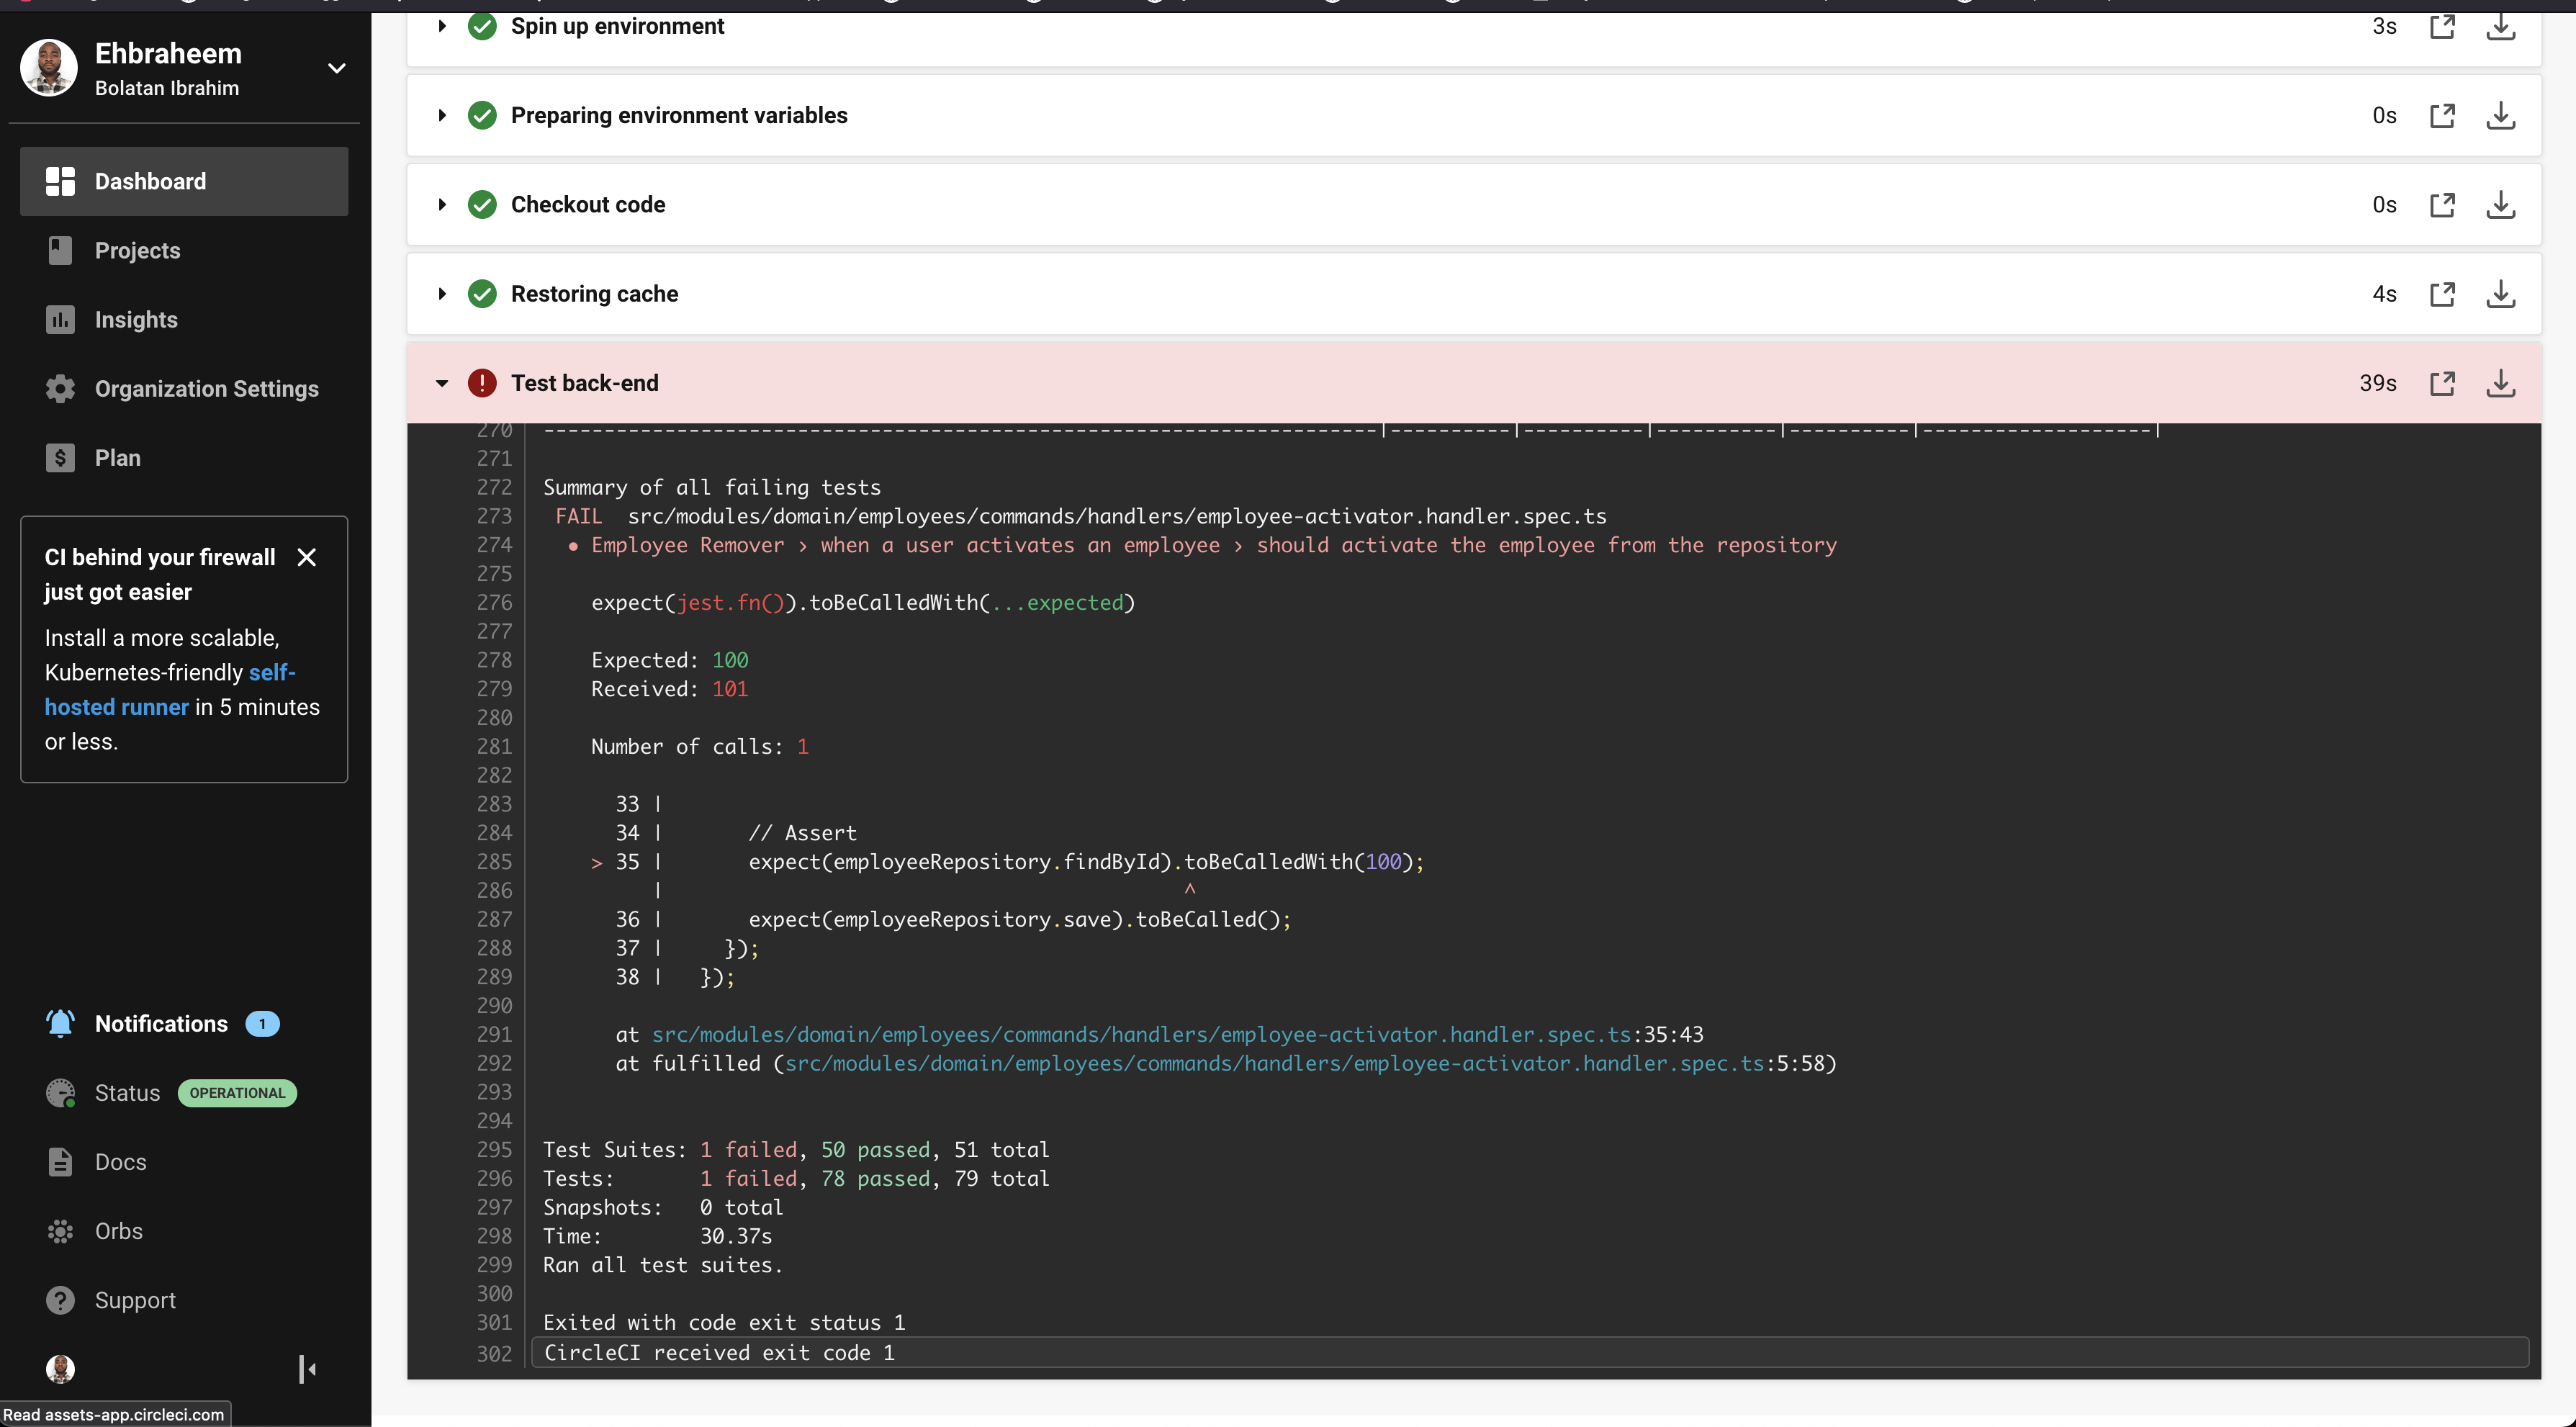 Ehbraheem
Bolatan Ibrahim
Dashboard
Projects
Insights
Organization Settings
Plan
CI behind your firewall
just got easier
Install a more scalable,
Kubernetes-friendly self-
hosted runner in 5 minutes
or less.
Notifications 1
Status OPERATIONAL
Docs
Orbs
Support
Read assets-app.circleci.com
Spin up environment 3s
Preparing environment variables 0s
Checkout code 0s
Restoring cache 4s
Test back-end 39s
270 ---------------------------------------------------------------------|----------|----------|----------|----------|-------------------|
271
272 Summary of all failing tests
273 FAIL src/modules/domain/employees/commands/handlers/employee-activator.handler.spec.ts
274 ● Employee Remover › when a user activates an employee › should activate the employee from the repository
275
276 expect(jest.fn()).toBeCalledWith(...expected)
277
278 Expected: 100
279 Received: 101
280
281 Number of calls: 1
282
283 33 |
284 34 | // Assert
285 > 35 | expect(employeeRepository.findById).toBeCalledWith(100);
286 | ^
287 36 | expect(employeeRepository.save).toBeCalled();
288 37 | });
289 38 | });
290
291 at src/modules/domain/employees/commands/handlers/employee-activator.handler.spec.ts:35:43
292 at fulfilled (src/modules/domain/employees/commands/handlers/employee-activator.handler.spec.ts:5:58)
293
294
295 Test Suites: 1 failed, 50 passed, 51 total
296 Tests: 1 failed, 78 passed, 79 total
297 Snapshots: 0 total
298 Time: 30.37s
299 Ran all test suites.
300
301 Exited with code exit status 1
302 CircleCI received exit code 1